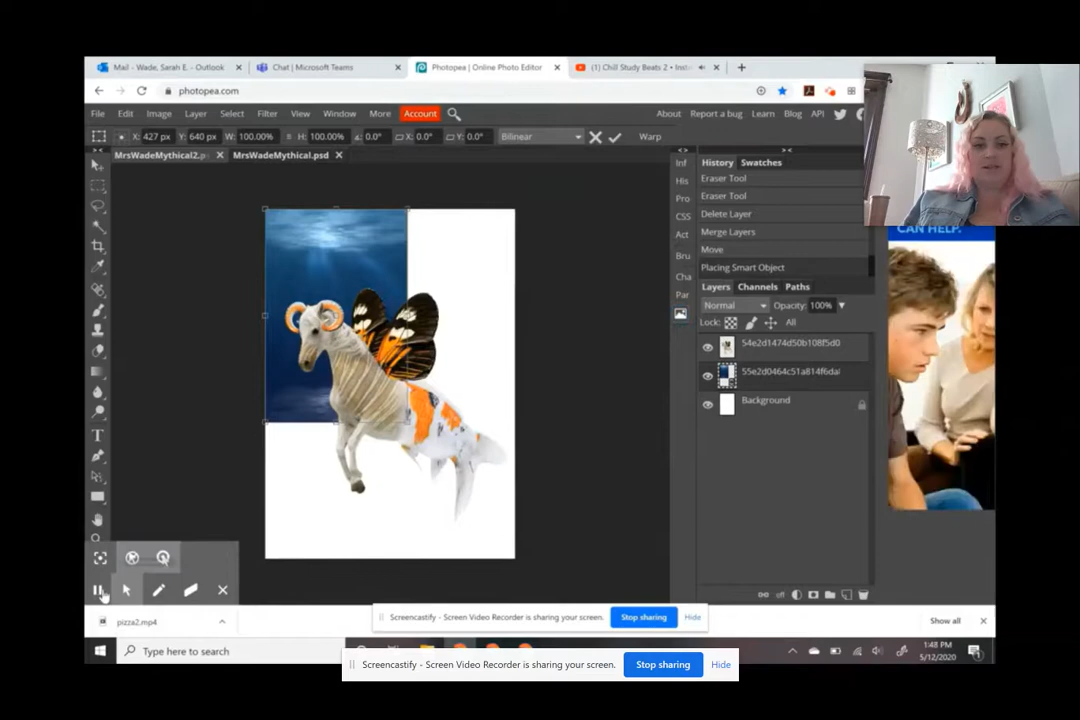 Mail - Wade, Sarah E. - Outlook
Chat | Microsoft Teams
Photopea | Online Photo Editor
(1) Chill Study Beats 2 • Inst
photopea.com
File Edit Image Layer Select Filter View Window More Account
About Report a bug Learn Blog API
X: 427 px Y: 640 px W: 100.00% H: 100.00% 0.0° X: 0.0° Y: 0.0° Bilinear Warp
MrsWadeMythical2.p
MrsWadeMythical.psd
Inf
His
Pro
CSS
Act
Bru
Cha
Par
History Swatches
Eraser Tool
Eraser Tool
Delete Layer
Merge Layers
Move
Placing Smart Object
Layers Channels Paths
Normal Opacity: 100%
Lock: All
54e2d1474d50b108f5d0
55e2d0464c51a814f6da
Background
CAN HELP.
eff
Screencastify - Screen Video Recorder is sharing your screen. Stop sharing Hide
pizza2.mp4
Show all
Type here to search
Screencastify - Screen Video Recorder is sharing your screen. Stop sharing Hide
1:48 PM
5/12/2020
1